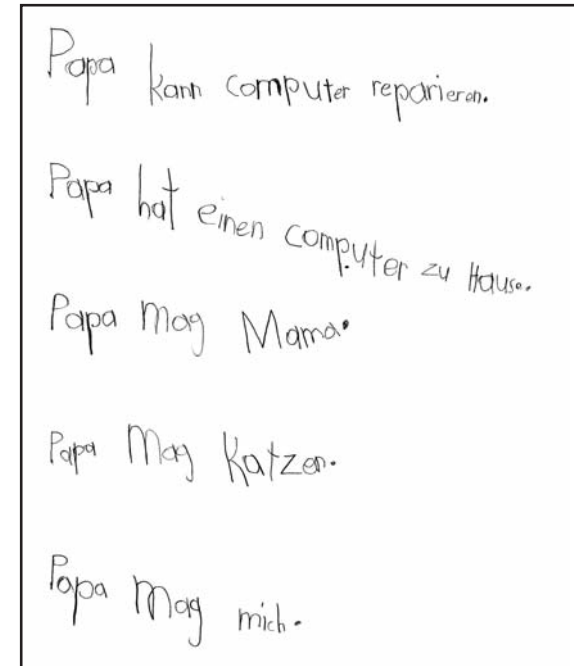 Papa kann computer reparieren.
Papa hat einen computer zu Hause.
Papa mag Mama.
Papa mag Katzen.
Papa mag mich.